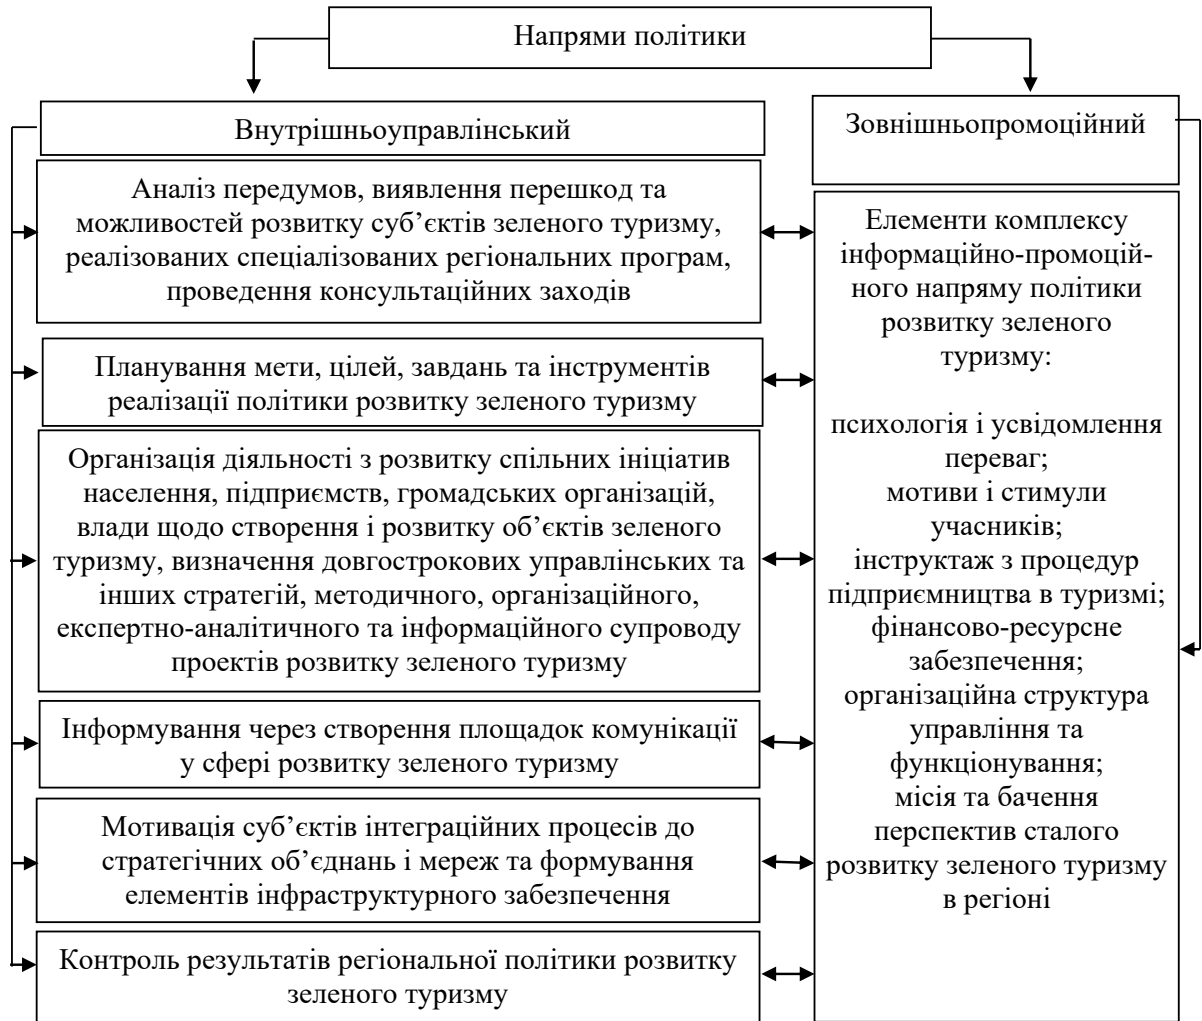 Напрями політики
Внутрішньоуправлінський
Зовнішньопромоційний
Аналіз передумов, виявлення перешкод та
можливостей розвитку суб’єктів зеленого туризму,
реалізованих спеціалізованих регіональних програм,
проведення консультаційних заходів
Планування мети, цілей, завдань та інструментів
реалізації політики розвитку зеленого туризму
Організація діяльності з розвитку спільних ініціатив
населення, підприємств, громадських організацій,
влади щодо створення і розвитку об’єктів зеленого
туризму, визначення довгострокових управлінських та
інших стратегій, методичного, організаційного,
експертно-аналітичного та інформаційного супроводу
проектів розвитку зеленого туризму
Інформування через створення площадок комунікації
у сфері розвитку зеленого туризму
Мотивація суб’єктів інтеграційних процесів до
стратегічних об’єднань і мереж та формування
елементів інфраструктурного забезпечення
Контроль результатів регіональної політики розвитку
зеленого туризму
Елементи комплексу
інформаційно-промоцій-
ного напряму політики
розвитку зеленого
туризму:
психологія і усвідомлення
переваг;
мотиви і стимули
учасників;
інструктаж з процедур
підприємництва в туризмі;
фінансово-ресурсне
забезпечення;
організаційна структура
управління та
функціонування;
місія та бачення
перспектив сталого
розвитку зеленого туризму
в регіоні